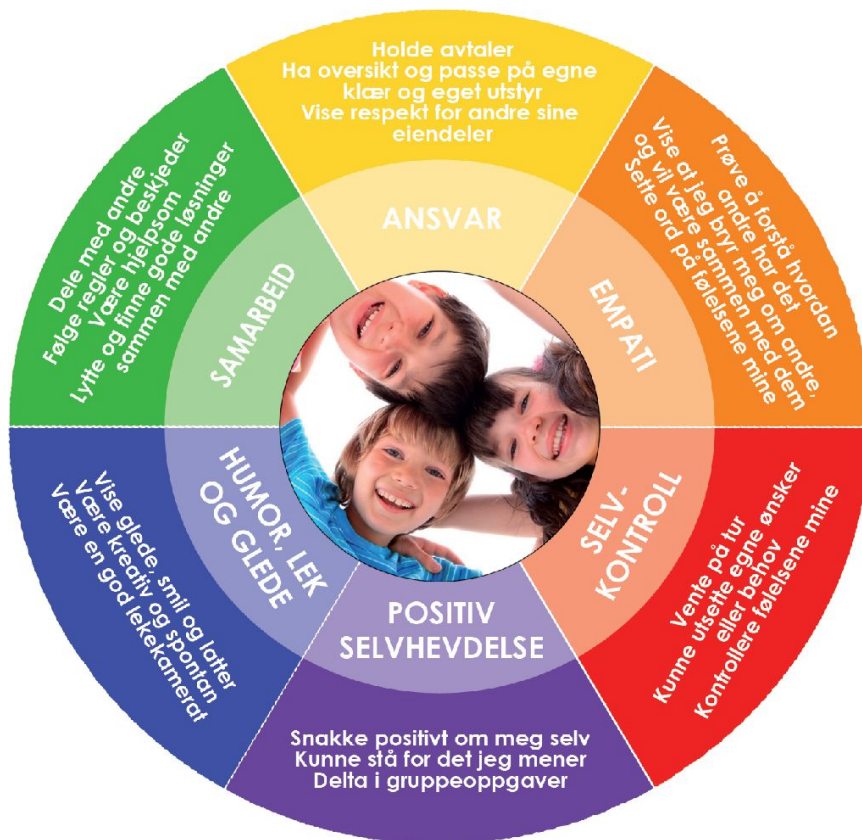 ANSVAR
Holde avtaler
Ha oversikt og passe på egne
klær og eget utstyr
Vise respekt for andre sine
eiendeler
EMPATI
Prøve å forstå hvordan
andre har det
Vise at jeg bryr meg om andre,
og vil være sammen med dem
Sette ord på følelsene mine
SELV-
KONTROLL
Vente på tur
Kunne utsette egne ønsker
eller behov
Kontrollere følelsene mine
POSITIV
SELVHEVDELSE
Snakke positivt om meg selv
Kunne stå for det jeg mener
Delta i gruppeoppgaver
HUMOR, LEK
OG GLEDE
Vise glede, smil og latter
Være kreativ og spontan
Være en god lekekamerat
SAMARBEID
Dele med andre
Følge regler og beskjeder
Være hjelpsom
Lytte og finne gode løsninger
sammen med andre